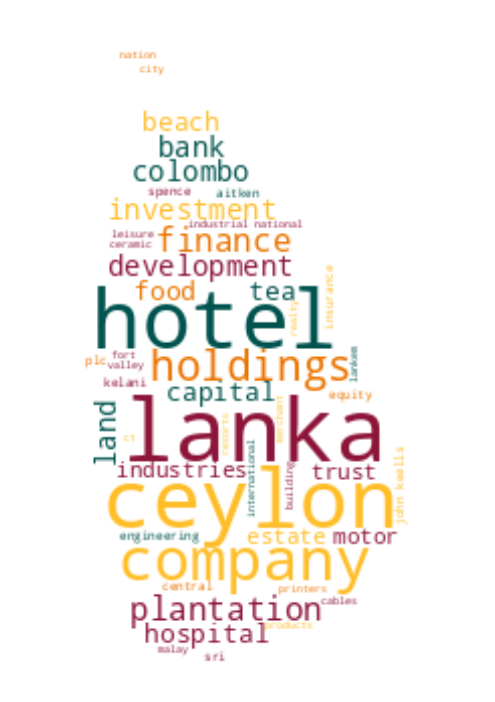 nation
city
beach
bank
colombo
spence aitken
investment
industrial national
leisure finance
ceramic
development
food tea insurance
hotel realty
plc fort holdings lankem
valley
kelani capital equity
land lanka resorts merchant
ct
industries international building trust john keells
ceylon
engineering estate motor
company
central printers
plantation cables
hospital products
malay
sri